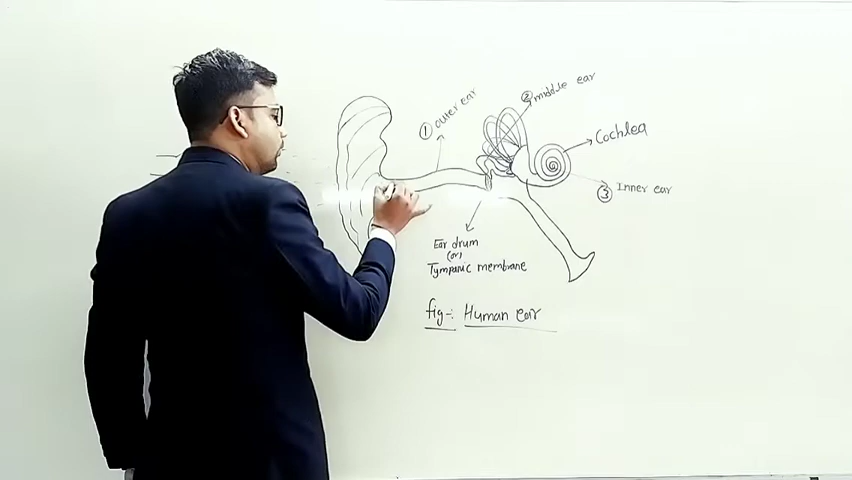 ① outer ear
② middle ear
Cochlea
③ Inner ear
Ear drum
(or)
Tympanic membrane
fig-: Human ear